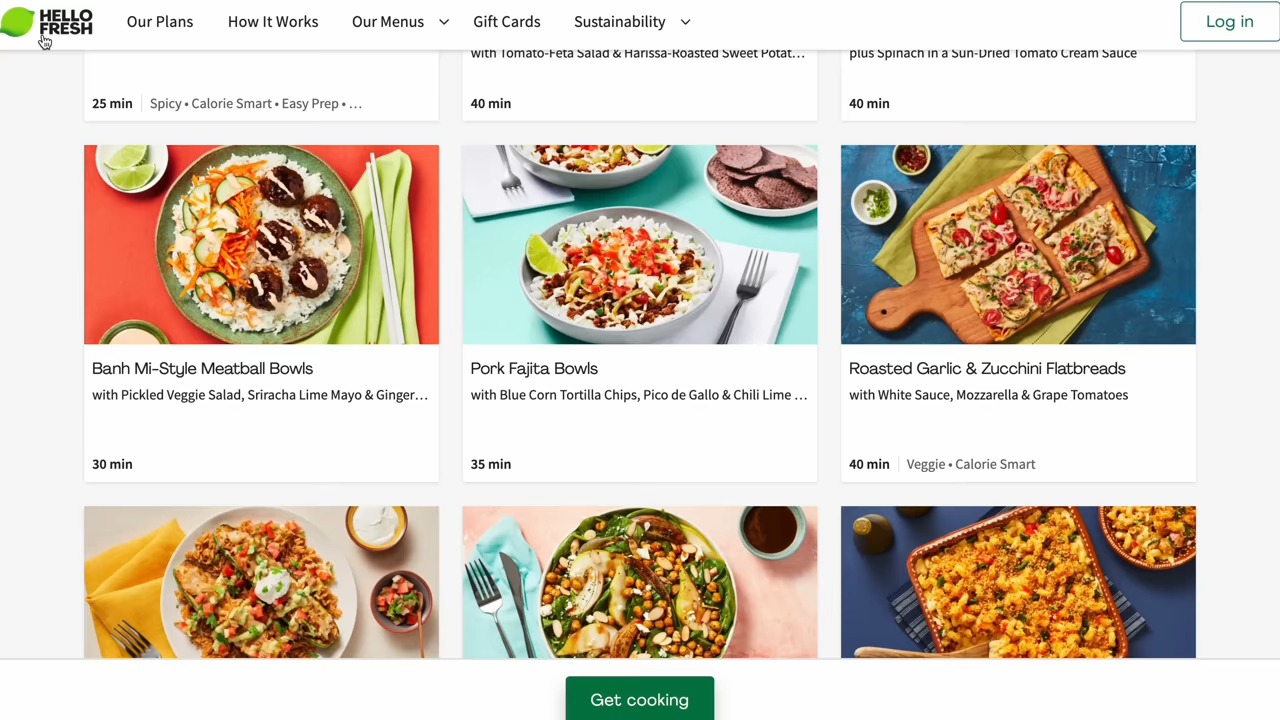 HELLO
FRESH
Our Plans
How It Works
Our Menus
Gift Cards
Sustainability
Log in
with Tomato-Feta Salad & Harissa-Roasted Sweet Potat…
plus Spinach in a Sun-Dried Tomato Cream Sauce
25 min
Spicy • Calorie Smart • Easy Prep • …
40 min
40 min
Banh Mi-Style Meatball Bowls
with Pickled Veggie Salad, Sriracha Lime Mayo & Ginger…
30 min
Pork Fajita Bowls
with Blue Corn Tortilla Chips, Pico de Gallo & Chili Lime …
35 min
Roasted Garlic & Zucchini Flatbreads
with White Sauce, Mozzarella & Grape Tomatoes
40 min
Veggie • Calorie Smart
Get cooking